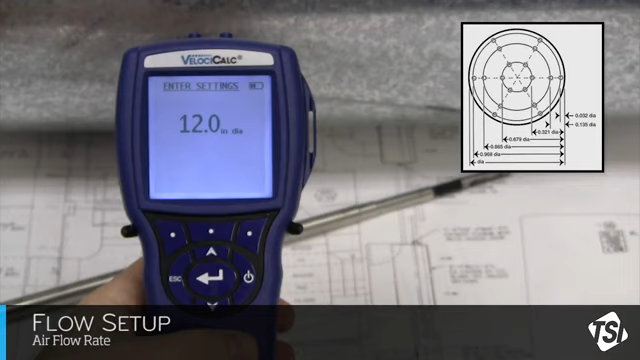 VELOCICALC®
ENTER SETTINGS
12.0 in dia
ESC
0.032 dia
0.135 dia
0.321 dia
0.679 dia
0.865 dia
0.968 dia
dia
FLOW SETUP
Air Flow Rate
TSI